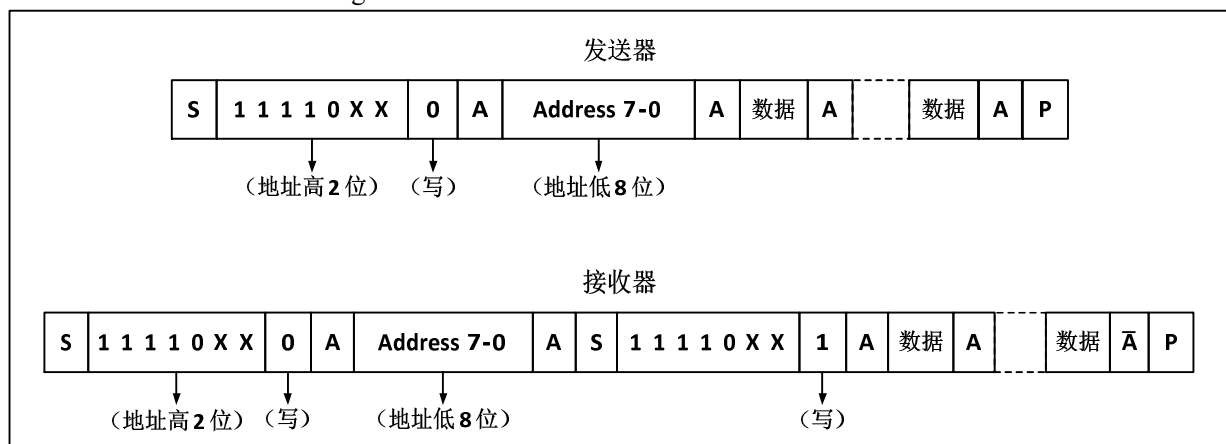 g
发送器
S 1 1 1 1 0 X X 0 A Address 7-0 A 数据 A 数据 A P
（地址高2位） （写） （地址低8位）
接收器
S 1 1 1 1 0 X X 0 A Address 7-0 A S 1 1 1 1 0 X X 1 A 数据 A 数据 A̅ P
（地址高2位） （写） （地址低8位） （写）